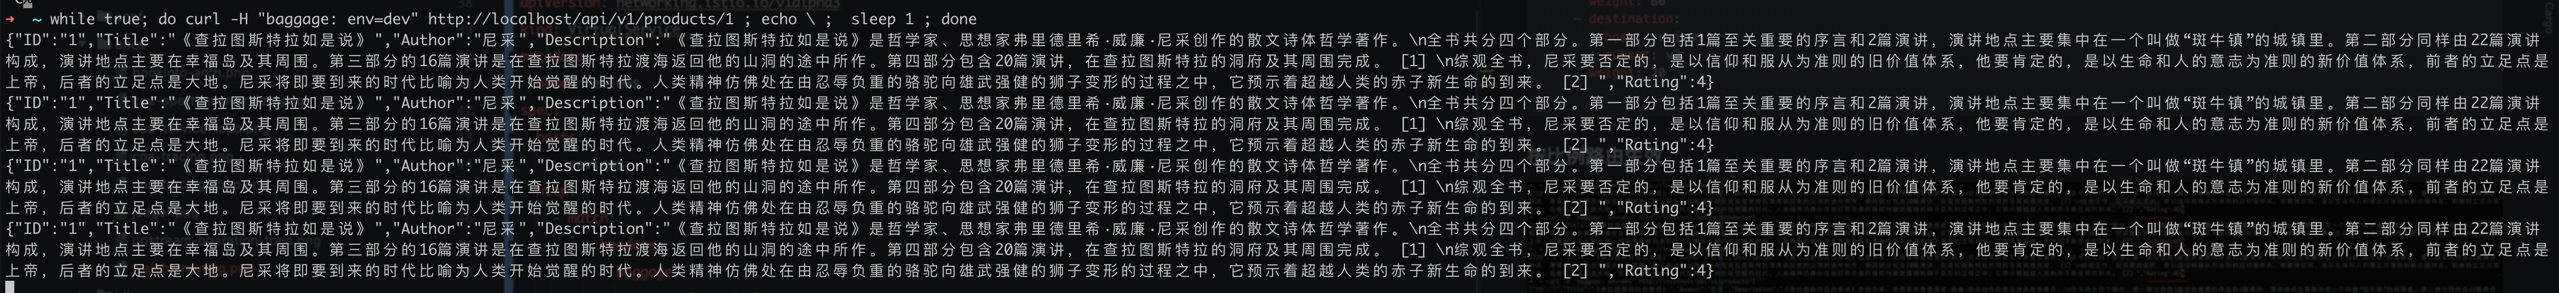 → ~ while true; do curl -H "baggage: env=dev" http://localhost/api/v1/products/1 ; echo \ ;  sleep 1 ; done
{"ID":"1","Title":"《查拉图斯特拉如是说》","Author":"尼采","Description":"《查拉图斯特拉如是说》是哲学家、思想家弗里德里希·威廉·尼采创作的散文诗体哲学著作。\n全书共分四个部分。第一部分包括1篇至关重要的序言和2篇演讲，演讲地点主要集中在一个叫做“斑牛镇”的城镇里。第二部分同样由22篇演讲
构成，演讲地点主要在幸福岛及其周围。第三部分的16篇演讲是在查拉图斯特拉渡海返回他的山洞的途中所作。第四部分包含20篇演讲，在查拉图斯特拉的洞府及其周围完成。 [1] \n综观全书，尼采要否定的，是以信仰和服从为准则的旧价值体系，他要肯定的，是以生命和人的意志为准则的新价值体系，前者的立足点是
上帝，后者的立足点是大地。尼采将即要到来的时代比喻为人类开始觉醒的时代。人类精神仿佛处在由忍辱负重的骆驼向雄武强健的狮子变形的过程之中，它预示着超越人类的赤子新生命的到来。 [2] ","Rating":4}
{"ID":"1","Title":"《查拉图斯特拉如是说》","Author":"尼采","Description":"《查拉图斯特拉如是说》是哲学家、思想家弗里德里希·威廉·尼采创作的散文诗体哲学著作。\n全书共分四个部分。第一部分包括1篇至关重要的序言和2篇演讲，演讲地点主要集中在一个叫做“斑牛镇”的城镇里。第二部分同样由22篇演讲
构成，演讲地点主要在幸福岛及其周围。第三部分的16篇演讲是在查拉图斯特拉渡海返回他的山洞的途中所作。第四部分包含20篇演讲，在查拉图斯特拉的洞府及其周围完成。 [1] \n综观全书，尼采要否定的，是以信仰和服从为准则的旧价值体系，他要肯定的，是以生命和人的意志为准则的新价值体系，前者的立足点是
上帝，后者的立足点是大地。尼采将即要到来的时代比喻为人类开始觉醒的时代。人类精神仿佛处在由忍辱负重的骆驼向雄武强健的狮子变形的过程之中，它预示着超越人类的赤子新生命的到来。 [2] ","Rating":4}
{"ID":"1","Title":"《查拉图斯特拉如是说》","Author":"尼采","Description":"《查拉图斯特拉如是说》是哲学家、思想家弗里德里希·威廉·尼采创作的散文诗体哲学著作。\n全书共分四个部分。第一部分包括1篇至关重要的序言和2篇演讲，演讲地点主要集中在一个叫做“斑牛镇”的城镇里。第二部分同样由22篇演讲
构成，演讲地点主要在幸福岛及其周围。第三部分的16篇演讲是在查拉图斯特拉渡海返回他的山洞的途中所作。第四部分包含20篇演讲，在查拉图斯特拉的洞府及其周围完成。 [1] \n综观全书，尼采要否定的，是以信仰和服从为准则的旧价值体系，他要肯定的，是以生命和人的意志为准则的新价值体系，前者的立足点是
上帝，后者的立足点是大地。尼采将即要到来的时代比喻为人类开始觉醒的时代。人类精神仿佛处在由忍辱负重的骆驼向雄武强健的狮子变形的过程之中，它预示着超越人类的赤子新生命的到来。 [2] ","Rating":4}
{"ID":"1","Title":"《查拉图斯特拉如是说》","Author":"尼采","Description":"《查拉图斯特拉如是说》是哲学家、思想家弗里德里希·威廉·尼采创作的散文诗体哲学著作。\n全书共分四个部分。第一部分包括1篇至关重要的序言和2篇演讲，演讲地点主要集中在一个叫做“斑牛镇”的城镇里。第二部分同样由22篇演讲
构成，演讲地点主要在幸福岛及其周围。第三部分的16篇演讲是在查拉图斯特拉渡海返回他的山洞的途中所作。第四部分包含20篇演讲，在查拉图斯特拉的洞府及其周围完成。 [1] \n综观全书，尼采要否定的，是以信仰和服从为准则的旧价值体系，他要肯定的，是以生命和人的意志为准则的新价值体系，前者的立足点是
上帝，后者的立足点是大地。尼采将即要到来的时代比喻为人类开始觉醒的时代。人类精神仿佛处在由忍辱负重的骆驼向雄武强健的狮子变形的过程之中，它预示着超越人类的赤子新生命的到来。 [2] ","Rating":4}